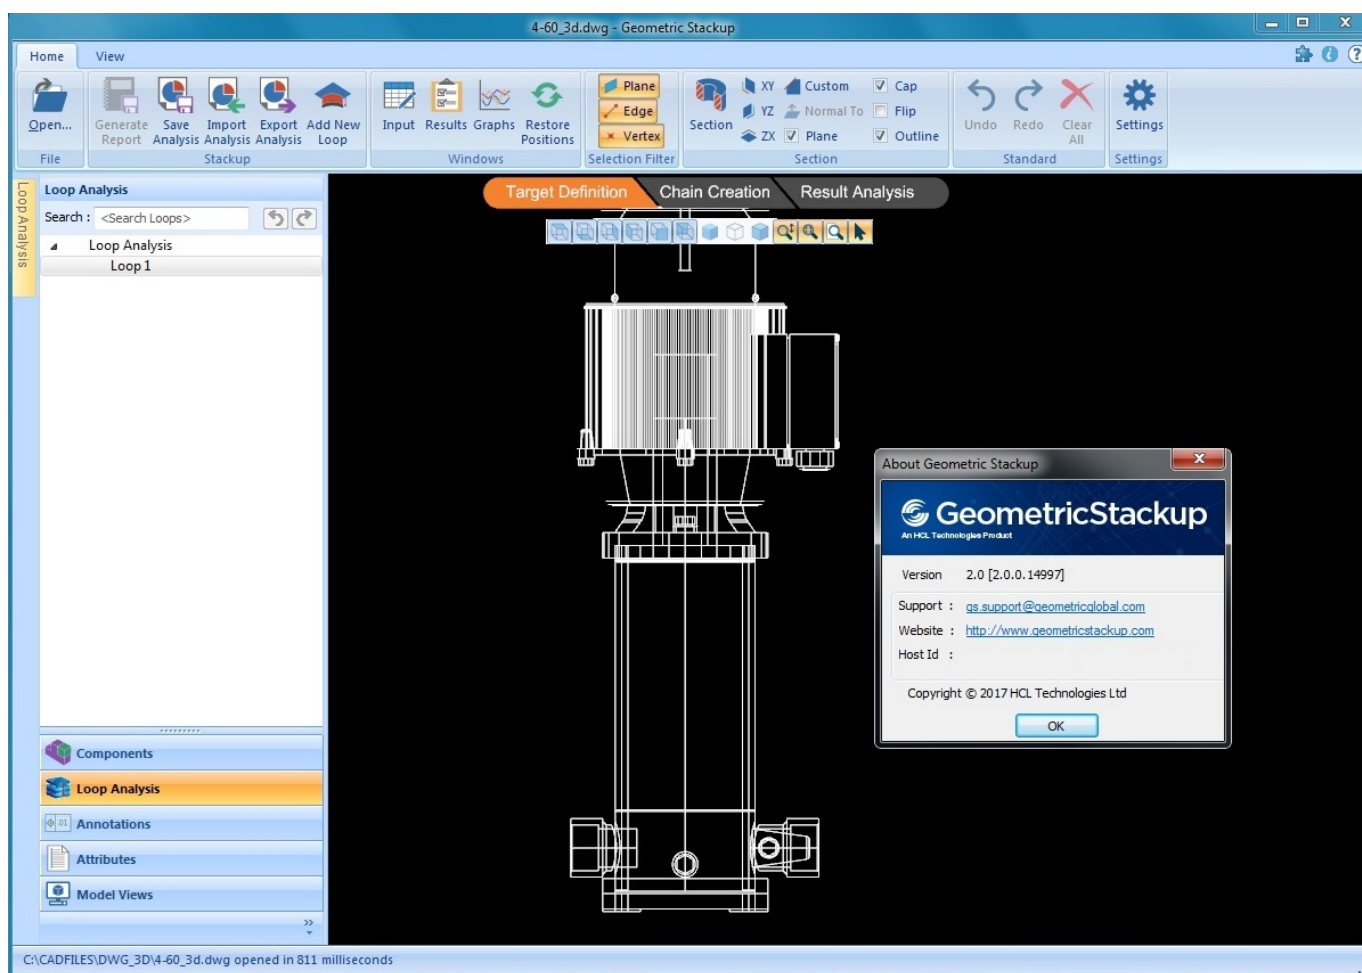 4-60_3d.dwg - Geometric Stackup
Home View
Open...
Generate Report
Save Analysis
Import Analysis
Export Analysis
Add New Loop
Input
Results
Graphs
Restore Positions
Plane
Edge
Vertex
Section
XY
YZ
ZX
Custom
Normal To
Plane
Cap
Flip
Outline
Undo
Redo
Clear All
Settings
File
Stackup
Windows
Selection Filter
Section
Standard
Settings
Loop Analysis
Loop Analysis
Search : <Search Loops>
Loop Analysis
Loop 1
Target Definition
Chain Creation
Result Analysis
About Geometric Stackup
GeometricStackup
An HCL Technologies Product
Version 2.0 [2.0.0.14997]
Support : gs.support@geometricglobal.com
Website : http://www.geometricstackup.com
Host Id :
Copyright © 2017 HCL Technologies Ltd
OK
Components
Loop Analysis
.01
Annotations
Attributes
Model Views
C:\CADFILES\DWG_3D\4-60_3d.dwg opened in 811 milliseconds